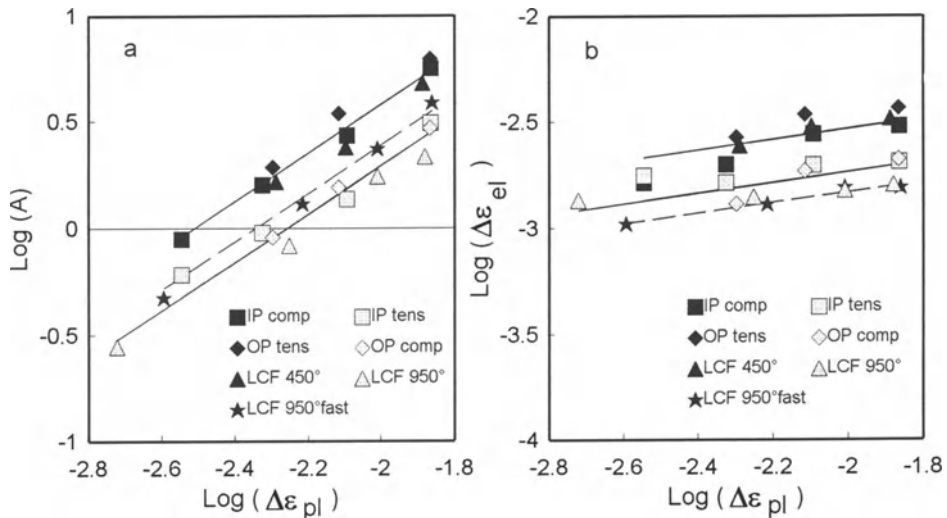 a
1
0.5
0
-0.5
-1
-2.8 -2.6 -2.4 -2.2 -2 -1.8
Log (A)
Log ( Δε pl )
IP comp IP tens
OP tens OP comp
LCF 450° LCF 950°
LCF 950°fast
b
-2
-2.5
-3
-3.5
-4
-2.8 -2.6 -2.4 -2.2 -2 -1.8
Log ( Δε el )
Log ( Δε pl )
IP comp IP tens
OP tens OP comp
LCF 450° LCF 950°
LCF 950°fast